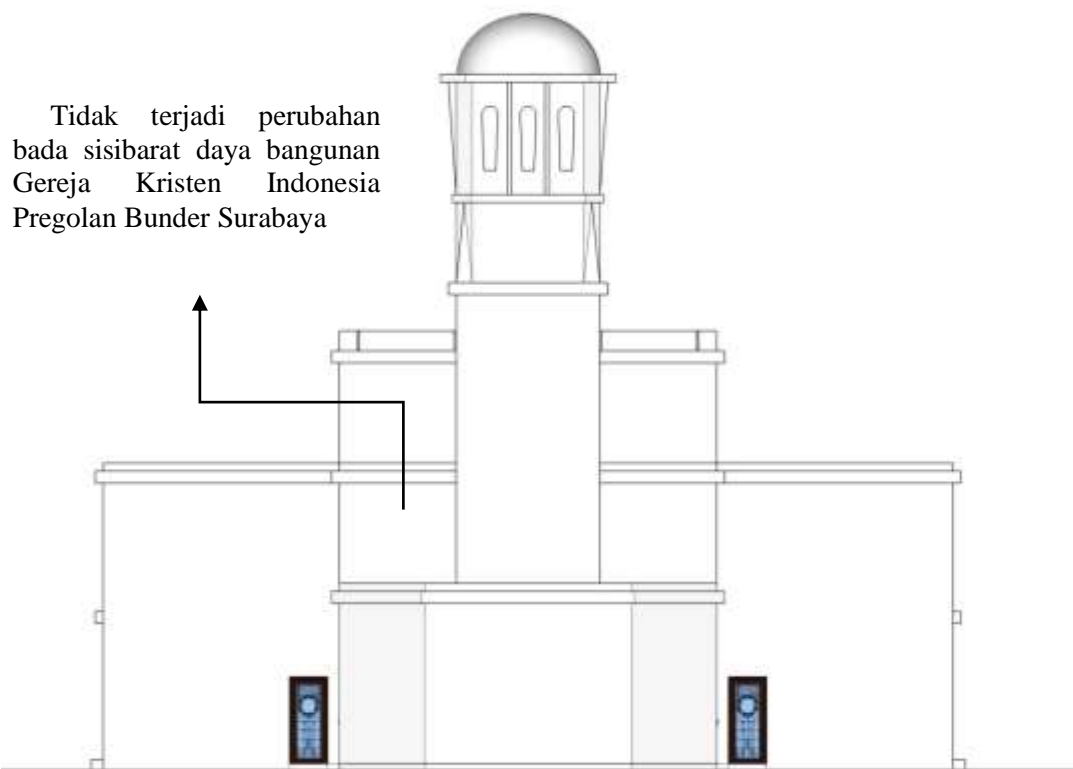 Tidak terjadi perubahan
bada sisibarat daya bangunan
Gereja Kristen Indonesia
Pregolan Bunder Surabaya